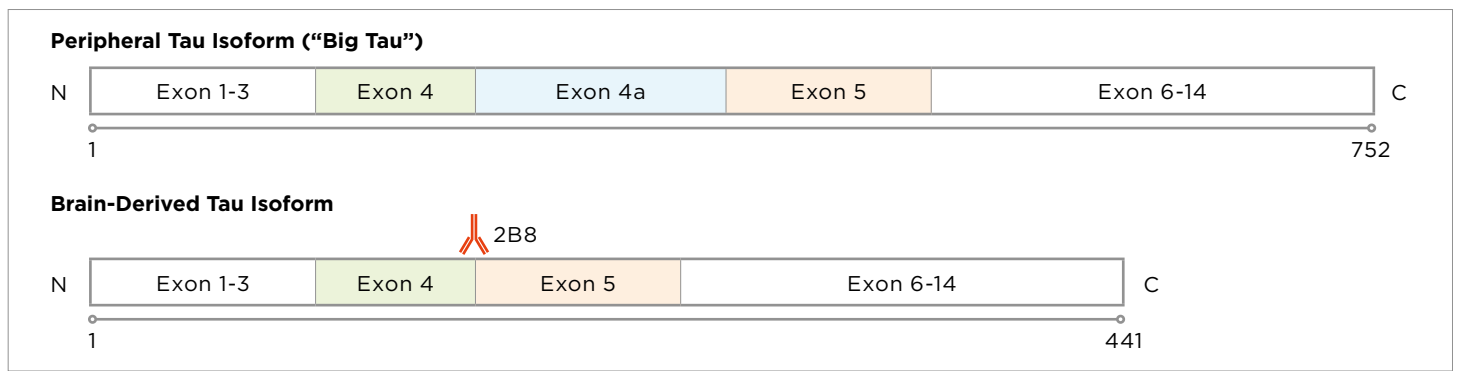 Peripheral Tau Isoform (“Big Tau”)
N Exon 1-3 Exon 4 Exon 4a Exon 5 Exon 6-14 C
1 752
Brain-Derived Tau Isoform
2B8
N Exon 1-3 Exon 4 Exon 5 Exon 6-14 C
1 441